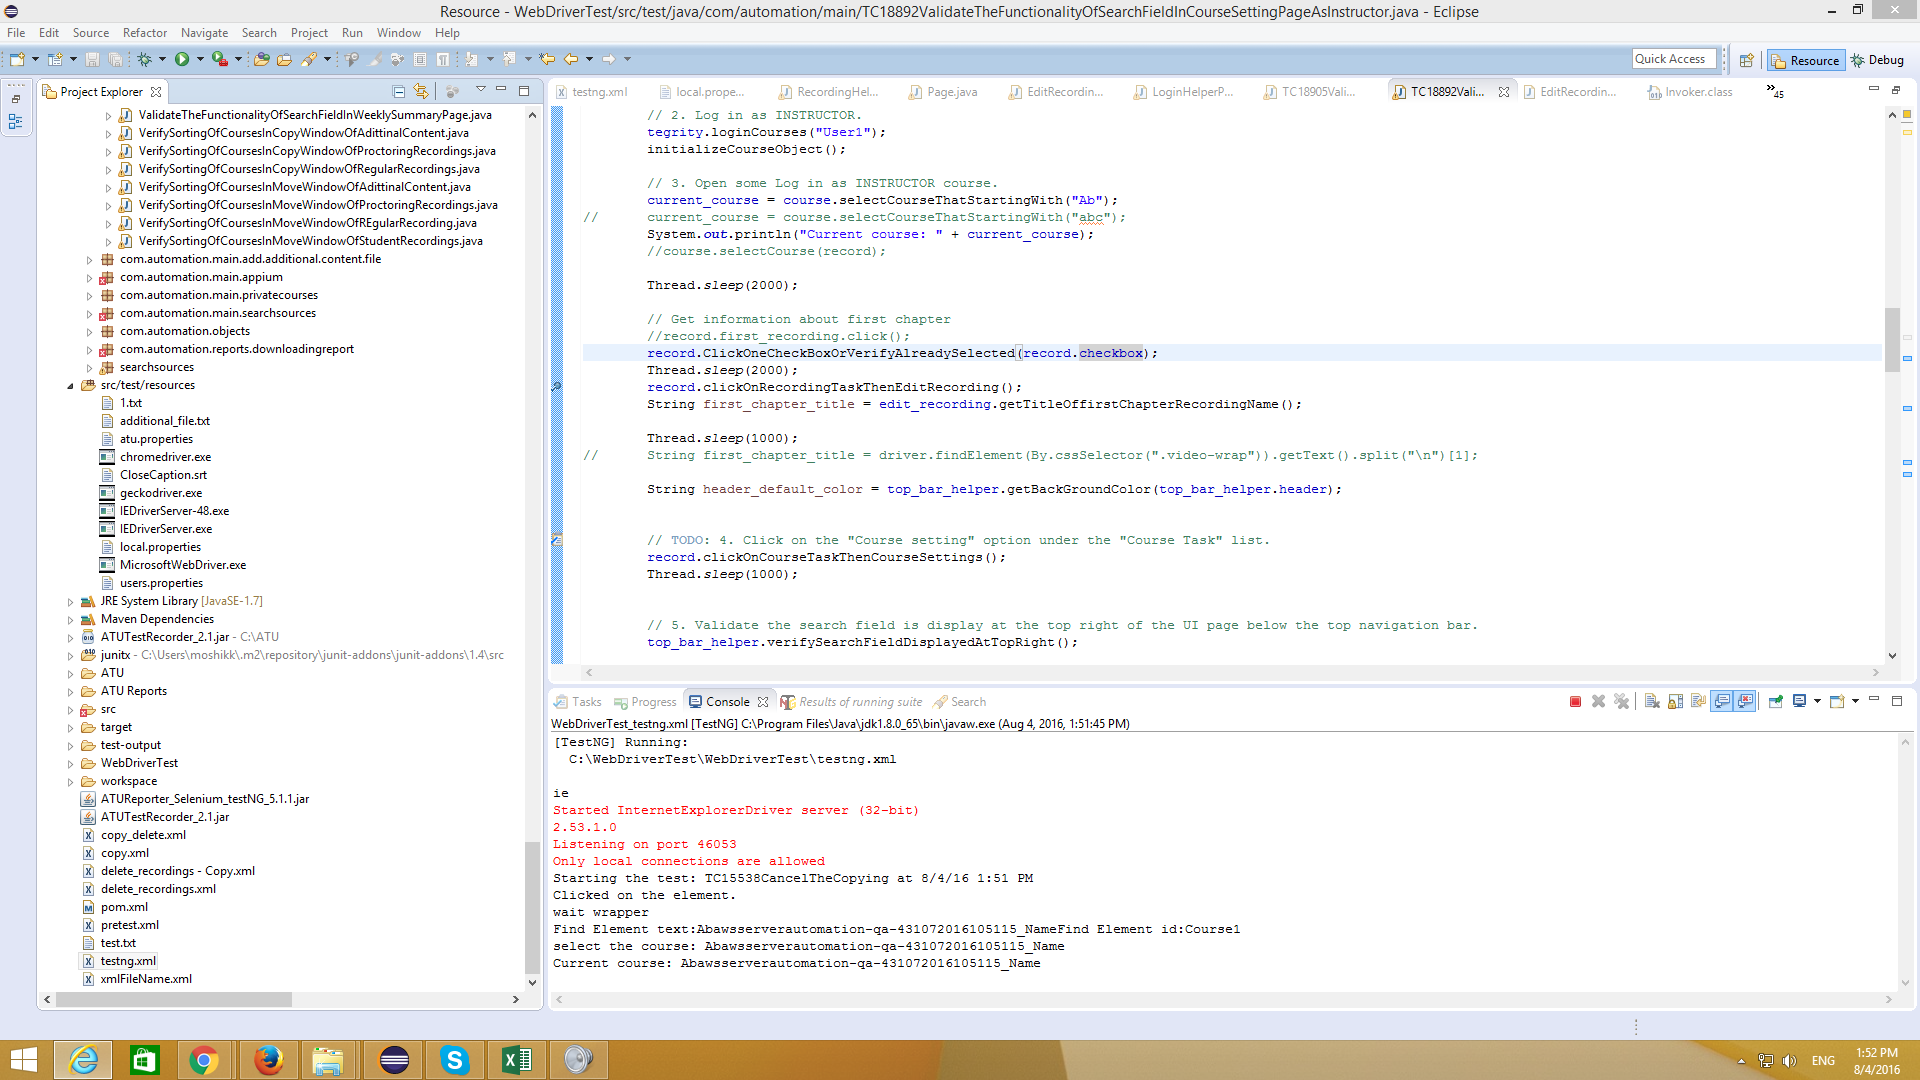 Resource - WebDriverTest/src/test/java/com/automation/main/TC18892ValidateTheFunctionalityOfSearchFieldInCourseSettingPageAsInstructor.java - Eclipse
File Edit Source Refactor Navigate Search Project Run Window Help
Quick Access
Resource
Debug
Project Explorer
ValidateTheFunctionalityOfSearchFieldInWeeklySummaryPage.java
VerifySortingOfCoursesInCopyWindowOfAdittinalContent.java
VerifySortingOfCoursesInCopyWindowOfProctoringRecordings.java
VerifySortingOfCoursesInCopyWindowOfRegularRecordings.java
VerifySortingOfCoursesInMoveWindowOfAdittinalContent.java
VerifySortingOfCoursesInMoveWindowOfProctoringRecordings.java
VerifySortingOfCoursesInMoveWindowOfREgularRecording.java
VerifySortingOfCoursesInMoveWindowOfStudentRecordings.java
com.automation.main.add.additional.content.file
com.automation.main.appium
com.automation.main.privatecourses
com.automation.main.searchsources
com.automation.objects
com.automation.reports.downloadingreport
searchsources
src/test/resources
1.txt
additional_file.txt
atu.properties
chromedriver.exe
CloseCaption.srt
geckodriver.exe
IEDriverServer-48.exe
IEDriverServer.exe
local.properties
MicrosoftWebDriver.exe
users.properties
JRE System Library [JavaSE-1.7]
Maven Dependencies
ATUTestRecorder_2.1.jar - C:\ATU
junitx - C:\Users\moshikk\.m2\repository\junit-addons\junit-addons\1.4\src
ATU
ATU Reports
src
target
test-output
WebDriverTest
workspace
ATUReporter_Selenium_testNG_5.1.1.jar
ATUTestRecorder_2.1.jar
copy_delete.xml
copy.xml
delete_recordings - Copy.xml
delete_recordings.xml
pom.xml
pretest.xml
test.txt
testng.xml
xmlFileName.xml
testng.xml local.prope... RecordingHel... Page.java EditRecordin... LoginHelperP... TC18905Vali... TC18892Vali... EditRecordin... Invoker.class »45
// 2. Log in as INSTRUCTOR.
tegrity.loginCourses("User1");
initializeCourseObject();
// 3. Open some Log in as INSTRUCTOR course.
current_course = course.selectCourseThatStartingWith("Ab");
// current_course = course.selectCourseThatStartingWith("abc");
System.out.println("Current course: " + current_course);
//course.selectCourse(record);
Thread.sleep(2000);
// Get information about first chapter
//record.first_recording.click();
record.ClickOneCheckBoxOrVerifyAlreadySelected(record.checkbox);
Thread.sleep(2000);
record.clickOnRecordingTaskThenEditRecording();
String first_chapter_title = edit_recording.getTitleOffirstChapterRecordingName();
Thread.sleep(1000);
// String first_chapter_title = driver.findElement(By.cssSelector(".video-wrap")).getText().split("\n")[1];
String header_default_color = top_bar_helper.getBackGroundColor(top_bar_helper.header);
// TODO: 4. Click on the "Course setting" option under the "Course Task" list.
record.clickOnCourseTaskThenCourseSettings();
Thread.sleep(1000);
// 5. Validate the search field is display at the top right of the UI page below the top navigation bar.
top_bar_helper.verifySearchFieldDisplayedAtTopRight();
Tasks Progress Console Results of running suite Search
WebDriverTest_testng.xml [TestNG] C:\Program Files\Java\jdk1.8.0_65\bin\javaw.exe (Aug 4, 2016, 1:51:45 PM)
[TestNG] Running:
C:\WebDriverTest\WebDriverTest\testng.xml
ie
Started InternetExplorerDriver server (32-bit)
2.53.1.0
Listening on port 46053
Only local connections are allowed
Starting the test: TC15538CancelTheCopying at 8/4/16 1:51 PM
Clicked on the element.
wait wrapper
Find Element text:Abawsserverautomation-qa-431072016105115_NameFind Element id:Course1
select the course: Abawsserverautomation-qa-431072016105115_Name
Current course: Abawsserverautomation-qa-431072016105115_Name
ENG
1:52 PM
8/4/2016